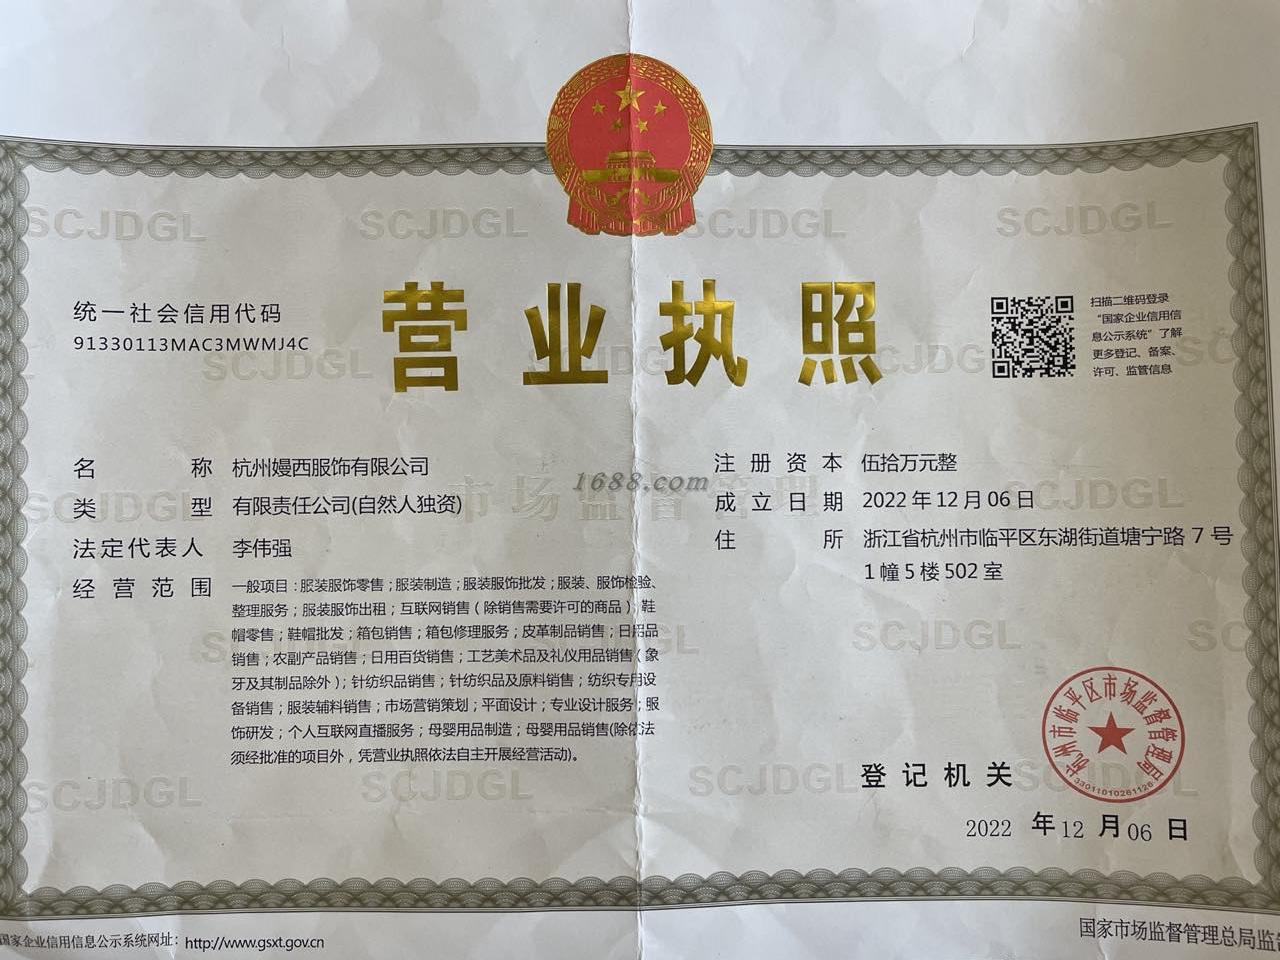 SCJDGL SCJDGL SCJDGL SCJDGL
营业执照
统一社会信用代码
91330113MAC3MWMJ4C
扫描二维码登录
“国家企业信用信
息公示系统”了解
更多登记、备案、
许可、监管信息
名称 杭州嫚西服饰有限公司
类型 有限责任公司(自然人独资)
法定代表人 李伟强
经营范围 一般项目：服装服饰零售；服装制造；服装服饰批发；服装、服饰检验、
整理服务；服装服饰出租；互联网销售（除销售需要许可的商品）；鞋
帽零售；鞋帽批发；箱包销售；箱包修理服务；皮革制品销售；日用品
销售；农副产品销售；日用百货销售；工艺美术品及礼仪用品销售（象
牙及其制品除外）；针纺织品销售；针纺织品及原料销售；纺织专用设
备销售；服装辅料销售；市场营销策划；平面设计；专业设计服务；服
饰研发；个人互联网直播服务；母婴用品制造；母婴用品销售(除依法
须经批准的项目外，凭营业执照依法自主开展经营活动)。
注册资本 伍拾万元整
成立日期 2022年12月06日
住所 浙江省杭州市临平区东湖街道塘宁路7号
1幢5楼502室
1688.com
市场监督管理
SCJDGL
登记机关
杭州市临平区市场监督管理局
33011010261126
2022 年 12 月 06 日
国家企业信用信息公示系统网址：http://www.gsxt.gov.cn
国家市场监督管理总局监制